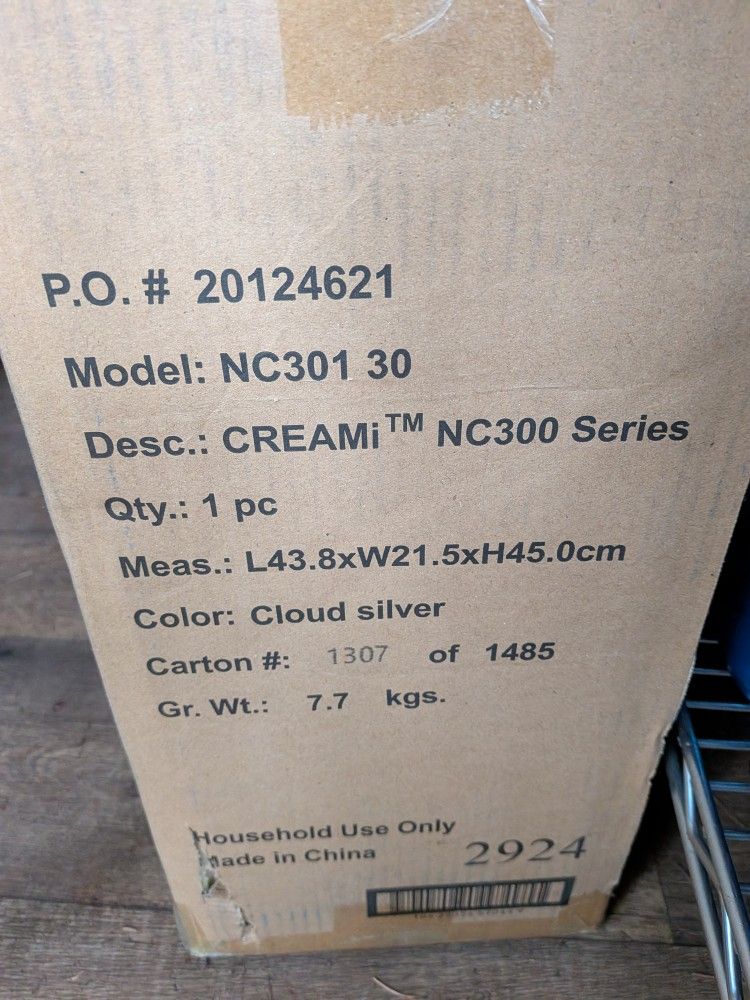 P.O. # 20124621
Model: NC301 30
Desc.: CREAMi™ NC300 Series
Qty.: 1 pc
Meas.: L43.8xW21.5xH45.0cm
Color: Cloud silver
Carton #: 1307 of 1485
Gr. Wt.: 7.7 kgs.
Household Use Only
Made in China 2924